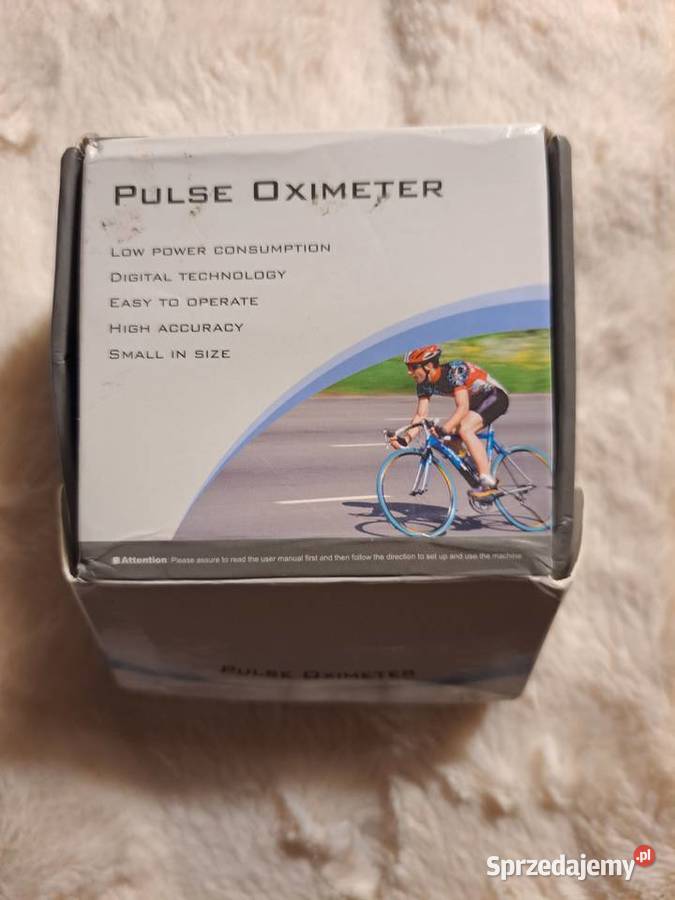 PULSE OXIMETER
LOW POWER CONSUMPTION
DIGITAL TECHNOLOGY
EASY TO OPERATE
HIGH ACCURACY
SMALL IN SIZE
Attention: Please assure to read the user manual first and then follow the direction to set up and use the machine.
PULSE OXIMETER
Sprzedajemy.pl